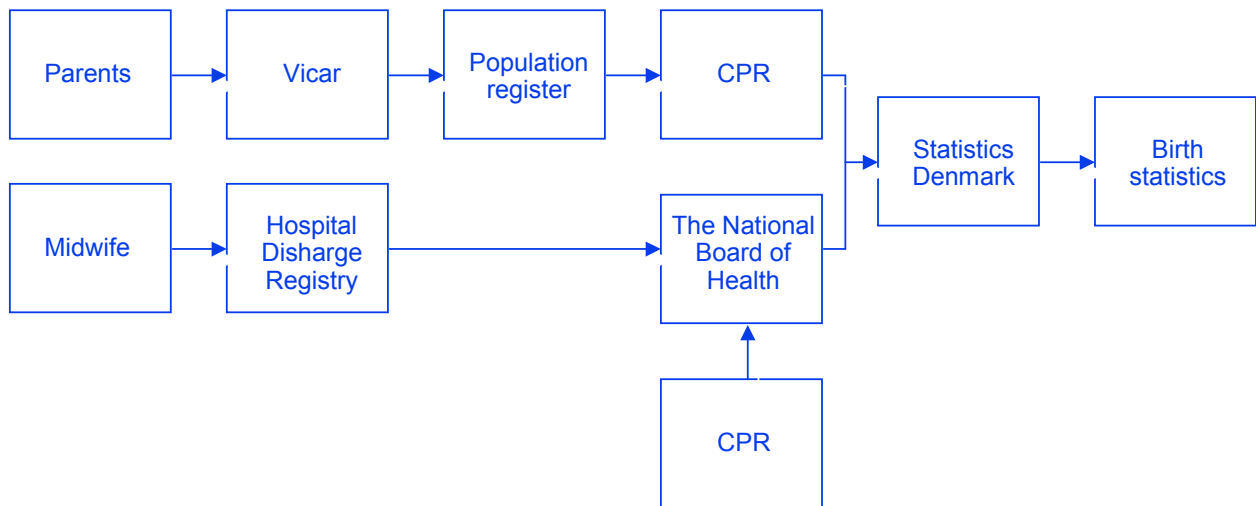 Parents
Vicar
Population
register
CPR
Statistics
Denmark
Birth
statistics
Midwife
Hospital
Disharge
Registry
The National
Board of
Health
CPR